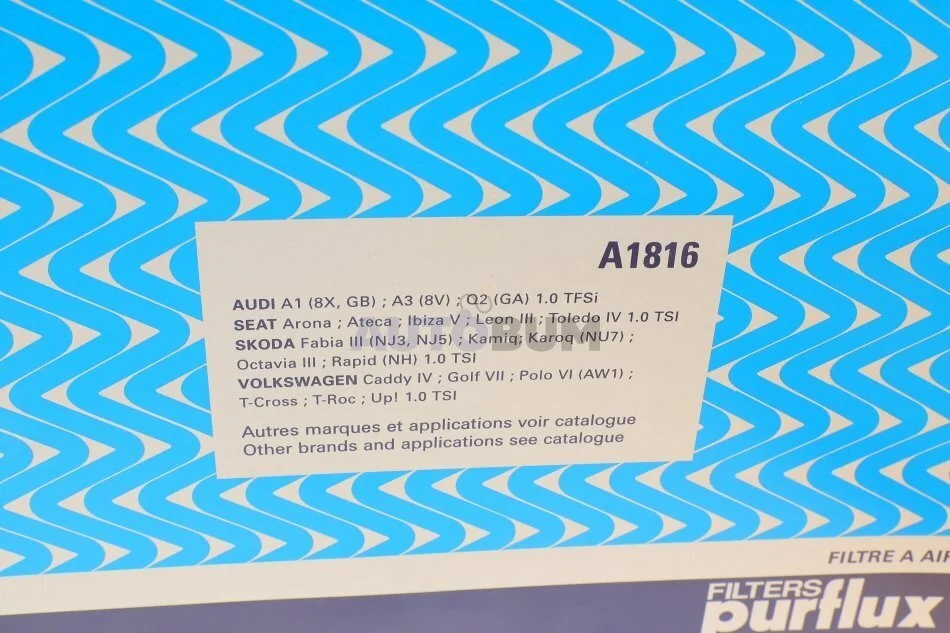 A1816
AUDI A1 (8X, GB) ; A3 (8V) ; Q2 (GA) 1.0 TFSi
SEAT Arona ; Ateca ; Ibiza V ; Leon III ; Toledo IV 1.0 TSI
SKODA Fabia III (NJ3, NJ5) ; Kamiq; Karoq (NU7) ;
Octavia III ; Rapid (NH) 1.0 TSI
VOLKSWAGEN Caddy IV ; Golf VII ; Polo VI (AW1) ;
T-Cross ; T-Roc ; Up! 1.0 TSI
Autres marques et applications voir catalogue
Other brands and applications see catalogue
AUTOBUM
FILTRE A AIR
FILTERS
purflux